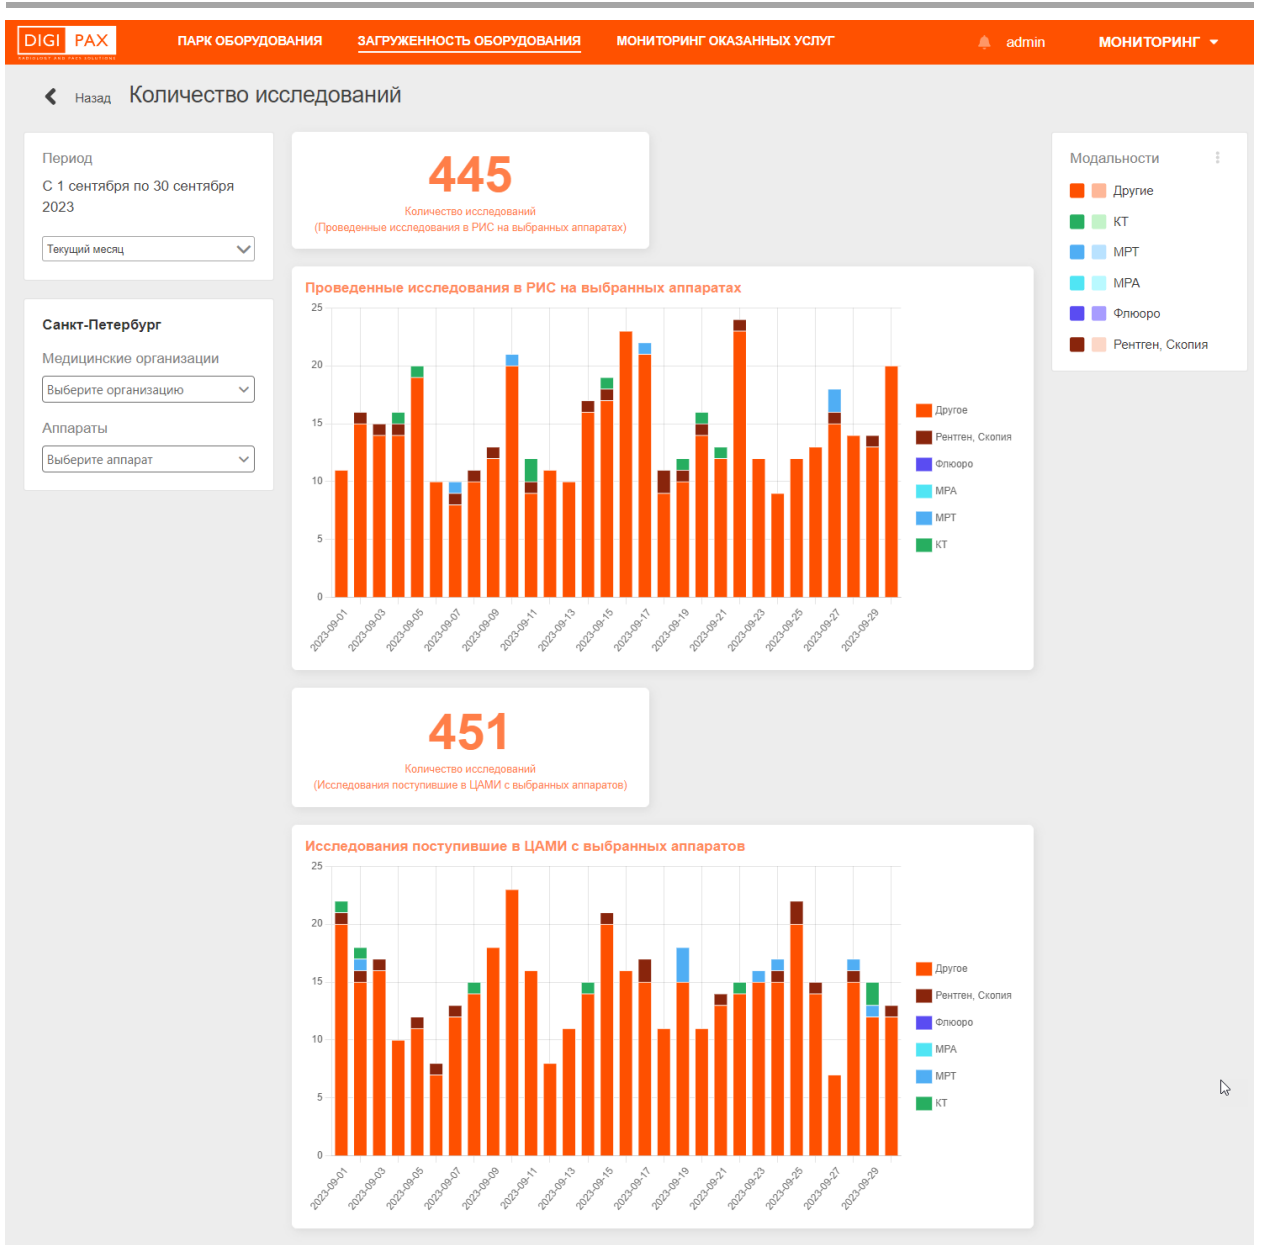 DIGI PAX
RADIOLOGY AND PACS SOLUTIONS
ПАРК ОБОРУДОВАНИЯ
ЗАГРУЖЕННОСТЬ ОБОРУДОВАНИЯ
МОНИТОРИНГ ОКАЗАННЫХ УСЛУГ
admin
МОНИТОРИНГ
Назад
Количество исследований
Период
С 1 сентября по 30 сентября
2023
Текущий месяц
Санкт-Петербург
Медицинские организации
Выберите организацию
Аппараты
Выберите аппарат
445
Количество исследований
(Проведенные исследования в РИС на выбранных аппаратах)
Проведенные исследования в РИС на выбранных аппаратах
25
20
15
10
5
0
2023-09-01
2023-09-03
2023-09-05
2023-09-07
2023-09-09
2023-09-11
2023-09-13
2023-09-15
2023-09-17
2023-09-19
2023-09-21
2023-09-23
2023-09-25
2023-09-27
2023-09-29
Другое
Рентген, Скопия
Флюоро
МРА
МРТ
КТ
451
Количество исследований
(Исследования поступившие в ЦАМИ с выбранных аппаратов)
Исследования поступившие в ЦАМИ с выбранных аппаратов
25
20
15
10
5
0
2023-09-01
2023-09-03
2023-09-05
2023-09-07
2023-09-09
2023-09-11
2023-09-13
2023-09-15
2023-09-17
2023-09-19
2023-09-21
2023-09-23
2023-09-25
2023-09-27
2023-09-29
Другое
Рентген, Скопия
Флюоро
МРА
МРТ
КТ
Модальности
Другие
КТ
МРТ
МРА
Флюоро
Рентген, Скопия